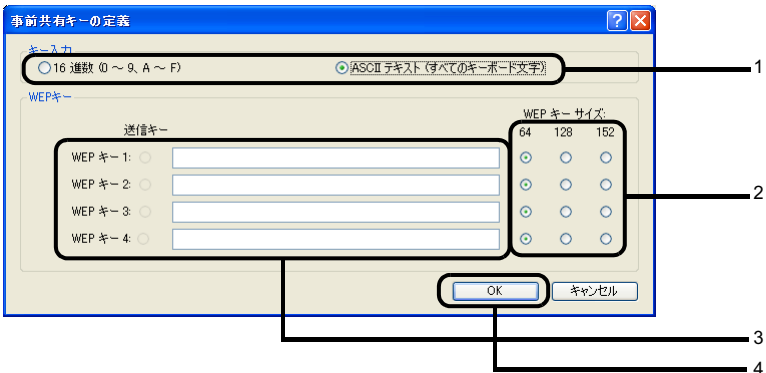 事前共有キーの定義
キー入力
16 進数 (0 ～ 9、A ～ F)
ASCII テキスト (すべてのキーボード文字)
1
WEPキー
WEP キー サイズ:
送信キー
64 128 152
WEP キー 1:
WEP キー 2:
2
WEP キー 3:
WEP キー 4:
OK
キャンセル
3
4